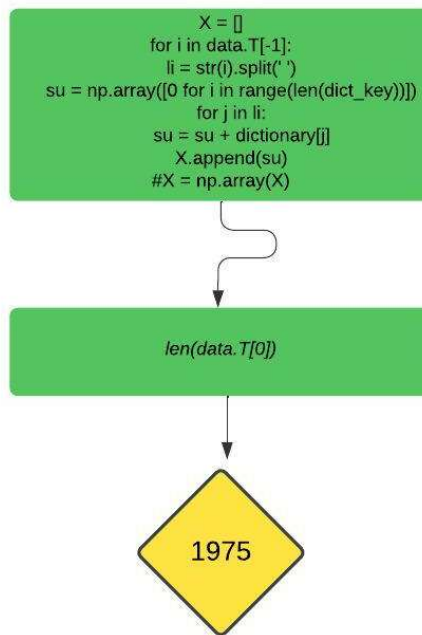 X = []
for i in data.T[-1]:
li = str(i).split(' ')
su = np.array([0 for i in range(len(dict_key))])
for j in li:
su = su + dictionary[j]
X.append(su)
#X = np.array(X)
len(data.T[0])
1975